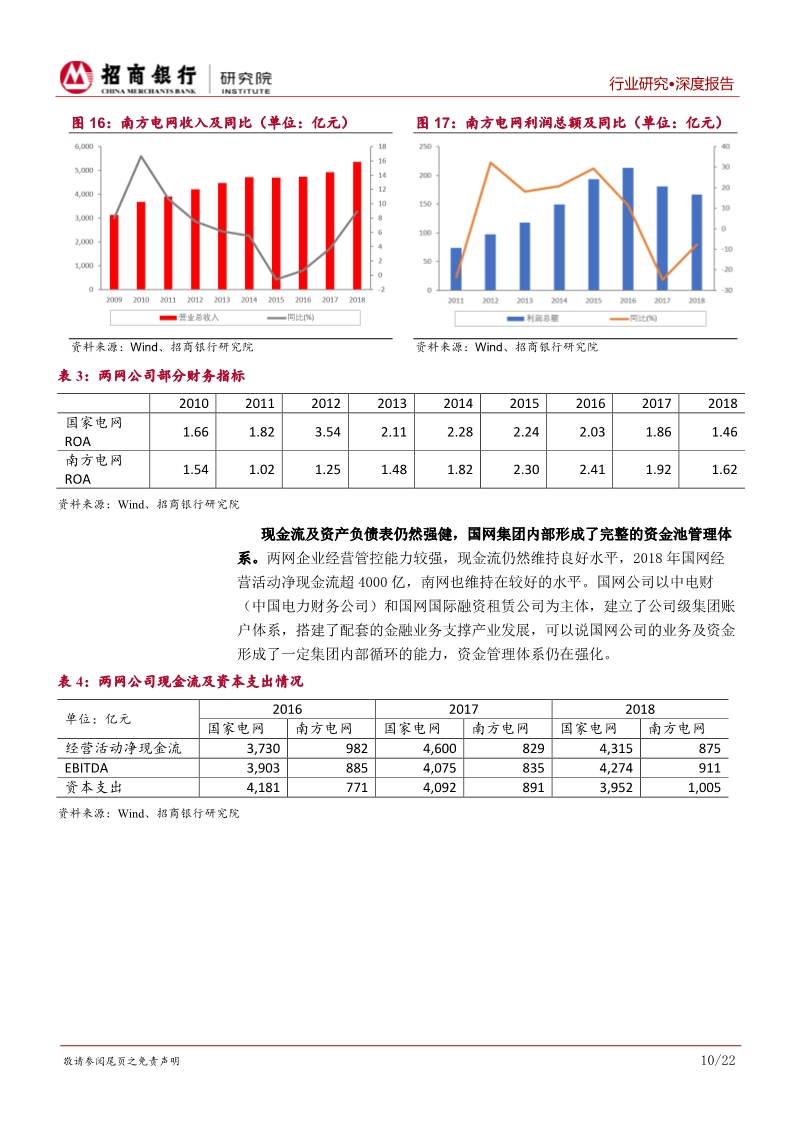 招商银行 研究院
CHINA MERCHANTS BANK INSTITUTE
行业研究•深度报告
图 16：南方电网收入及同比（单位：亿元）
6,000
5,000
4,000
3,000
2,000
1,000
0
18
16
14
12
10
8
6
4
2
0
-2
2009 2010 2011 2012 2013 2014 2015 2016 2017 2018
营业总收入 同比(%)
资料来源：Wind、招商银行研究院
图 17：南方电网利润总额及同比（单位：亿元）
250
200
150
100
50
0
40
30
20
10
0
-10
-20
-30
2011 2012 2013 2014 2015 2016 2017 2018
利润总额 同比(%)
资料来源：Wind、招商银行研究院
表 3：两网公司部分财务指标
2010 2011 2012 2013 2014 2015 2016 2017 2018
国家电网
ROA 1.66 1.82 3.54 2.11 2.28 2.24 2.03 1.86 1.46
南方电网
ROA 1.54 1.02 1.25 1.48 1.82 2.30 2.41 1.92 1.62
资料来源：Wind、招商银行研究院
现金流及资产负债表仍然强健，国网集团内部形成了完整的资金池管理体
系。两网企业经营管控能力较强，现金流仍然维持良好水平，2018 年国网经
营活动净现金流超 4000 亿，南网也维持在较好的水平。国网公司以中电财
（中国电力财务公司）和国网国际融资租赁公司为主体，建立了公司级集团账
户体系，搭建了配套的金融业务支撑产业发展，可以说国网公司的业务及资金
形成了一定集团内部循环的能力，资金管理体系仍在强化。
表 4：两网公司现金流及资本支出情况
单位：亿元 2016 2017 2018
国家电网 南方电网 国家电网 南方电网 国家电网 南方电网
经营活动净现金流 3,730 982 4,600 829 4,315 875
EBITDA 3,903 885 4,075 835 4,274 911
资本支出 4,181 771 4,092 891 3,952 1,005
资料来源：Wind、招商银行研究院
敬请参阅尾页之免责声明 10/22